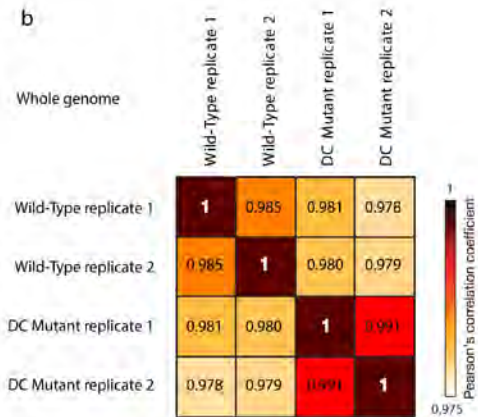 b
Whole genome
Wild-Type replicate 1
Wild-Type replicate 2
DC Mutant replicate 1
DC Mutant replicate 2
Wild-Type replicate 1
1
0.985
0.981
0.978
Wild-Type replicate 2
0.985
1
0.980
0.979
DC Mutant replicate 1
0.981
0.980
1
0.991
DC Mutant replicate 2
0.978
0.979
0.991
1
1
Pearson's correlation coefficient
0,975